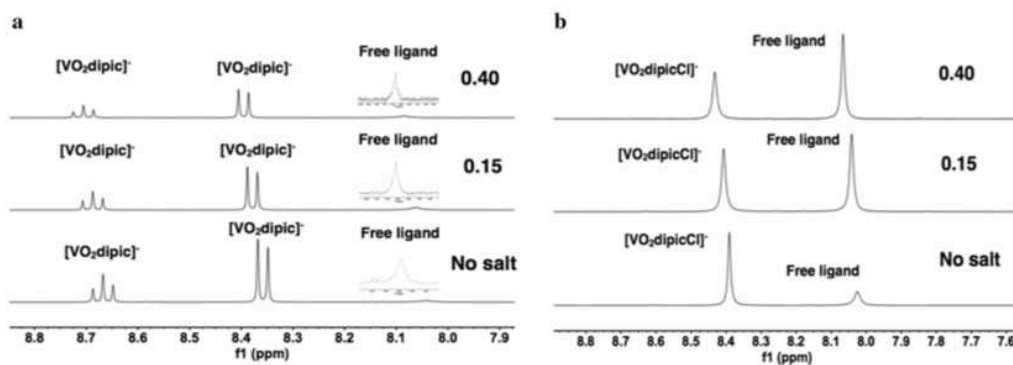 a
[VO₂dipic]⁻
[VO₂dipic]⁻
Free ligand
0.40
[VO₂dipic]⁻
[VO₂dipic]⁻
Free ligand
0.15
[VO₂dipic]⁻
[VO₂dipic]⁻
Free ligand
No salt
8.8 8.7 8.6 8.5 8.4 8.3 8.2 8.1 8.0 7.9
f1 (ppm)
b
[VO₂dipicCl]⁻
Free ligand
0.40
[VO₂dipicCl]⁻
Free ligand
0.15
[VO₂dipicCl]⁻
Free ligand
No salt
8.8 8.7 8.6 8.5 8.4 8.3 8.2 8.1 8.0 7.9 7.8 7.7 7.6
f1 (ppm)